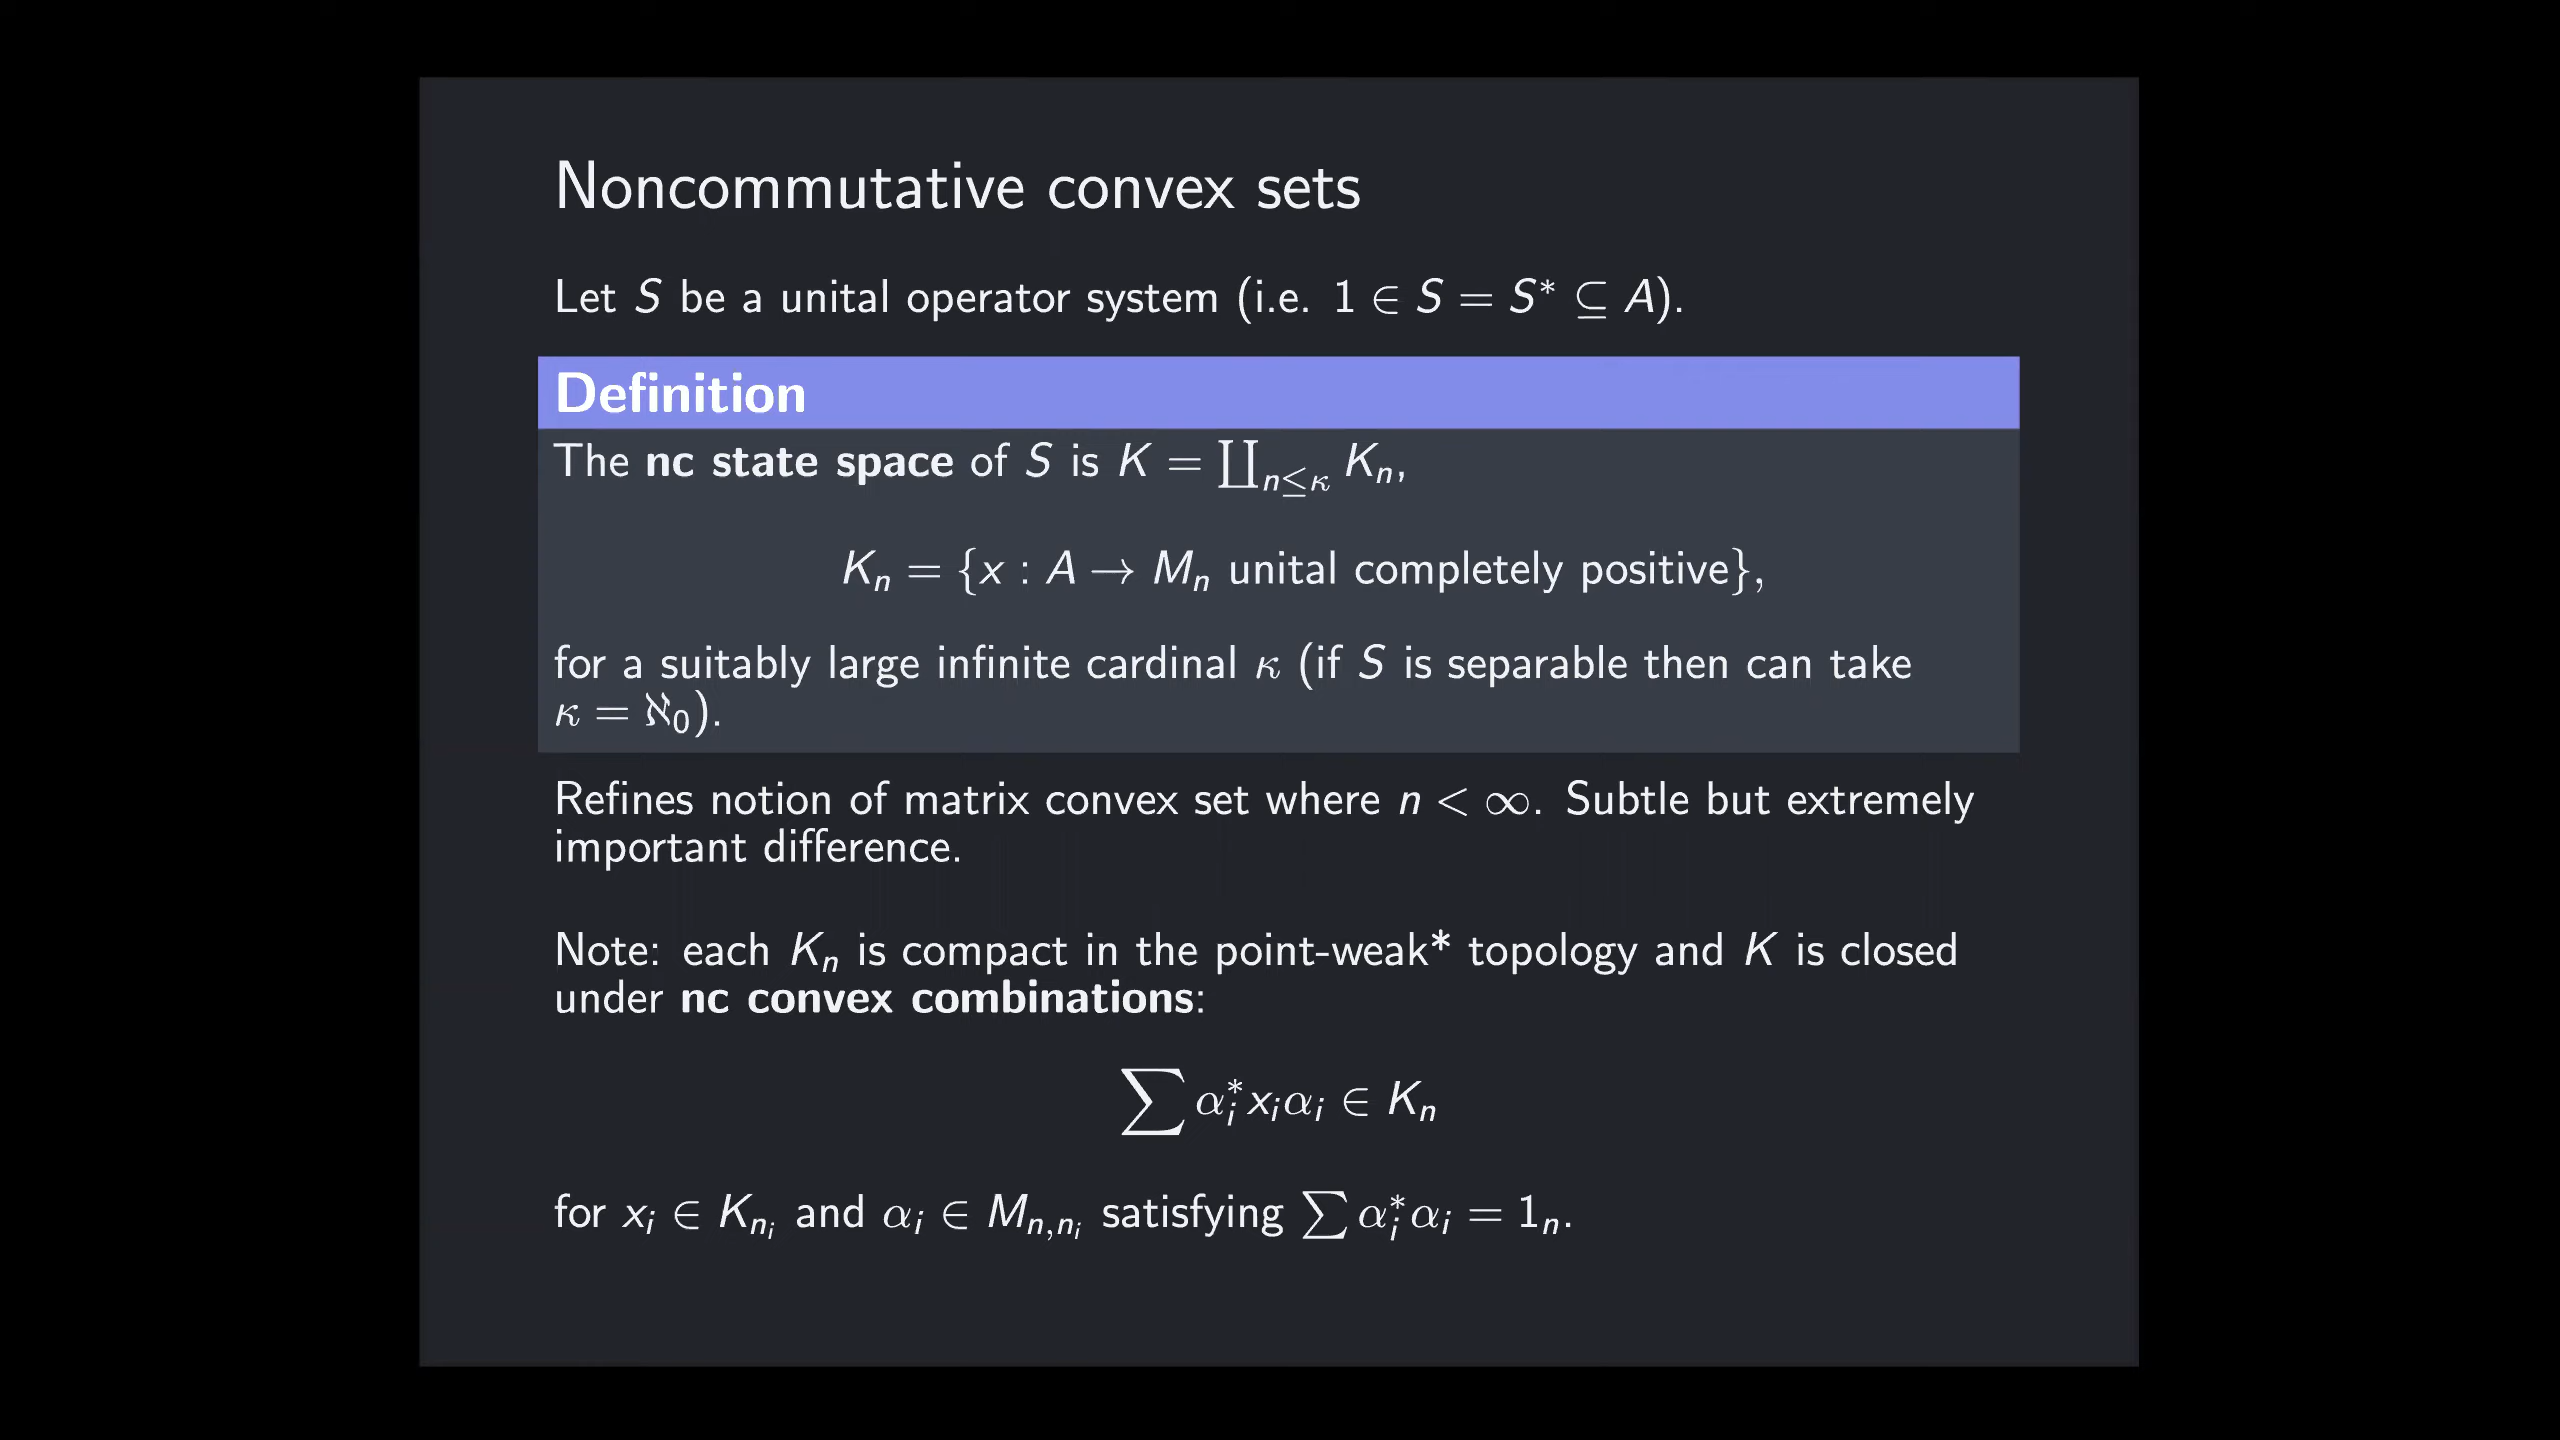 Noncommutative convex sets
Let S be a unital operator system (i.e. 1 ∈ S = S* ⊆ A).
Definition
The nc state space of S is K = ∐_{n≤κ} K_n,
K_n = {x : A → M_n unital completely positive},
for a suitably large infinite cardinal κ (if S is separable then can take
κ = ℵ_0).
Refines notion of matrix convex set where n < ∞. Subtle but extremely
important difference.
Note: each K_n is compact in the point-weak* topology and K is closed
under nc convex combinations:
∑ α_i^* x_i α_i ∈ K_n
for x_i ∈ K_{n_i} and α_i ∈ M_{n,n_i} satisfying ∑ α_i^* α_i = 1_n.